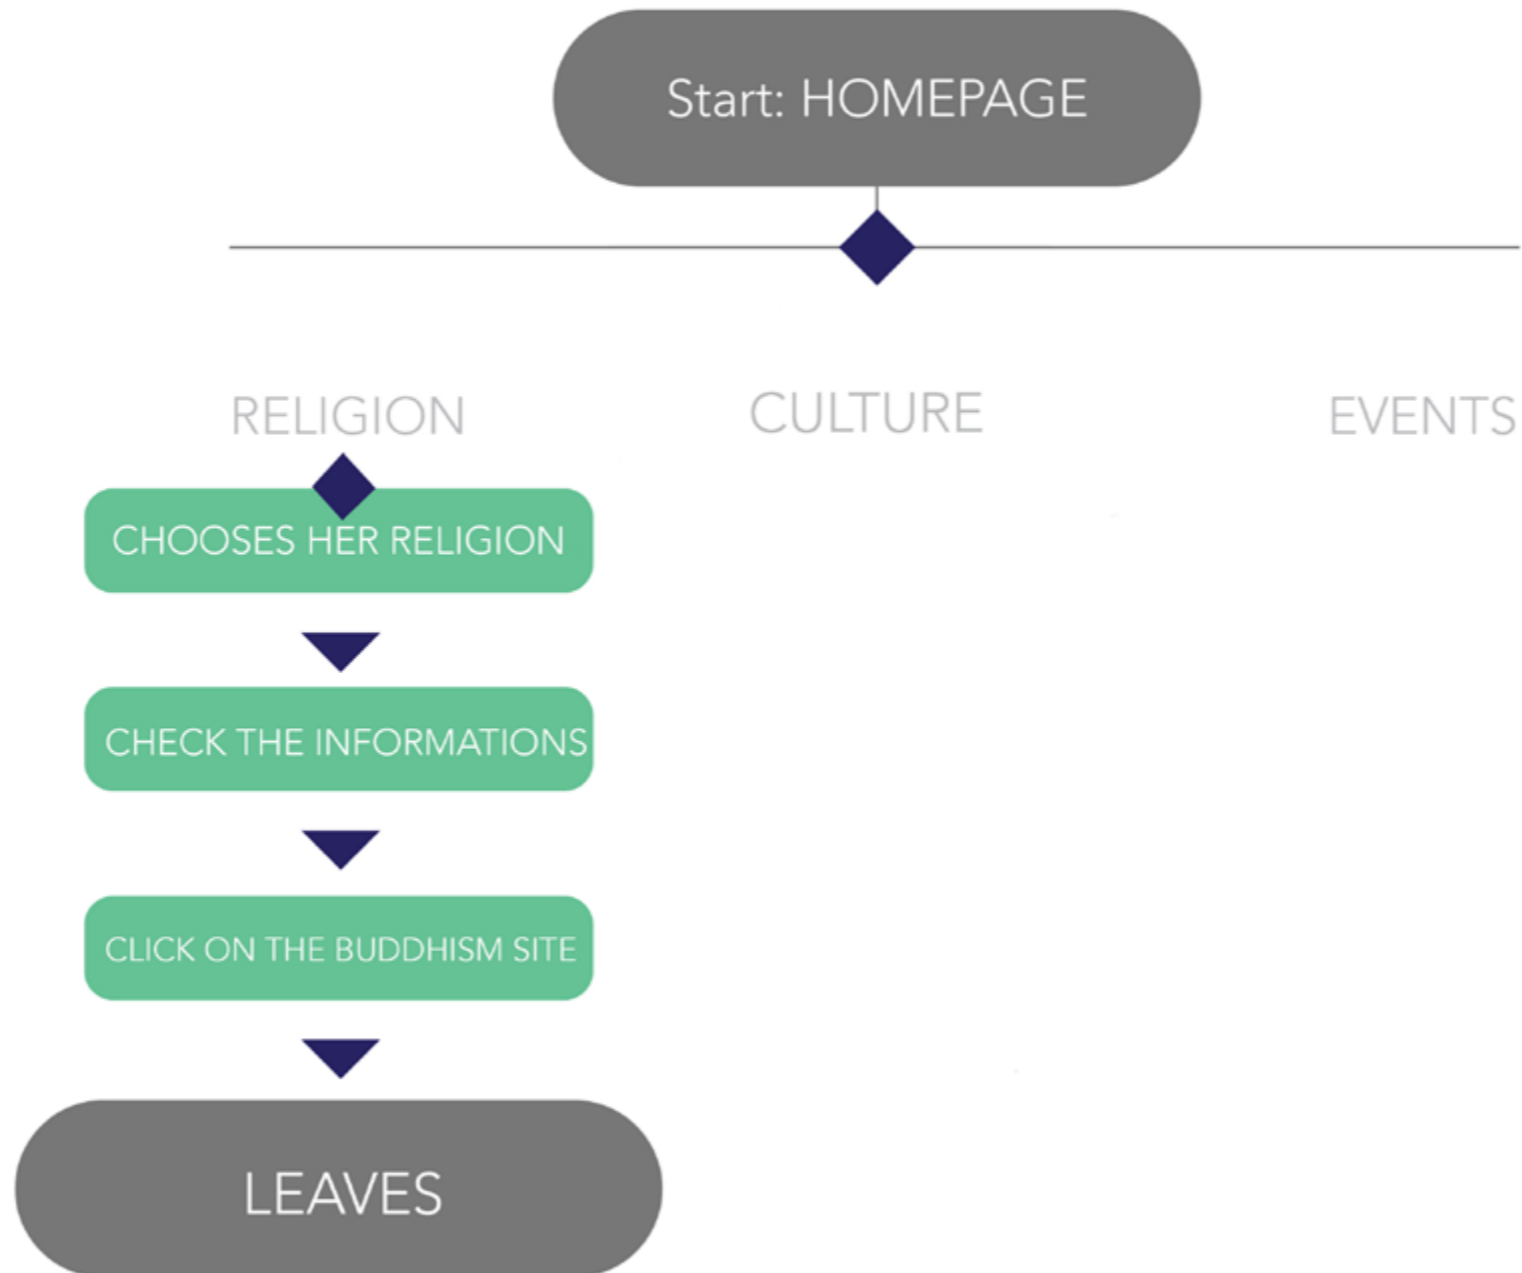 Start: HOMEPAGE
RELIGION
CULTURE
EVENTS
CHOOSES HER RELIGION
CHECK THE INFORMATIONS
CLICK ON THE BUDDHISM SITE
LEAVES